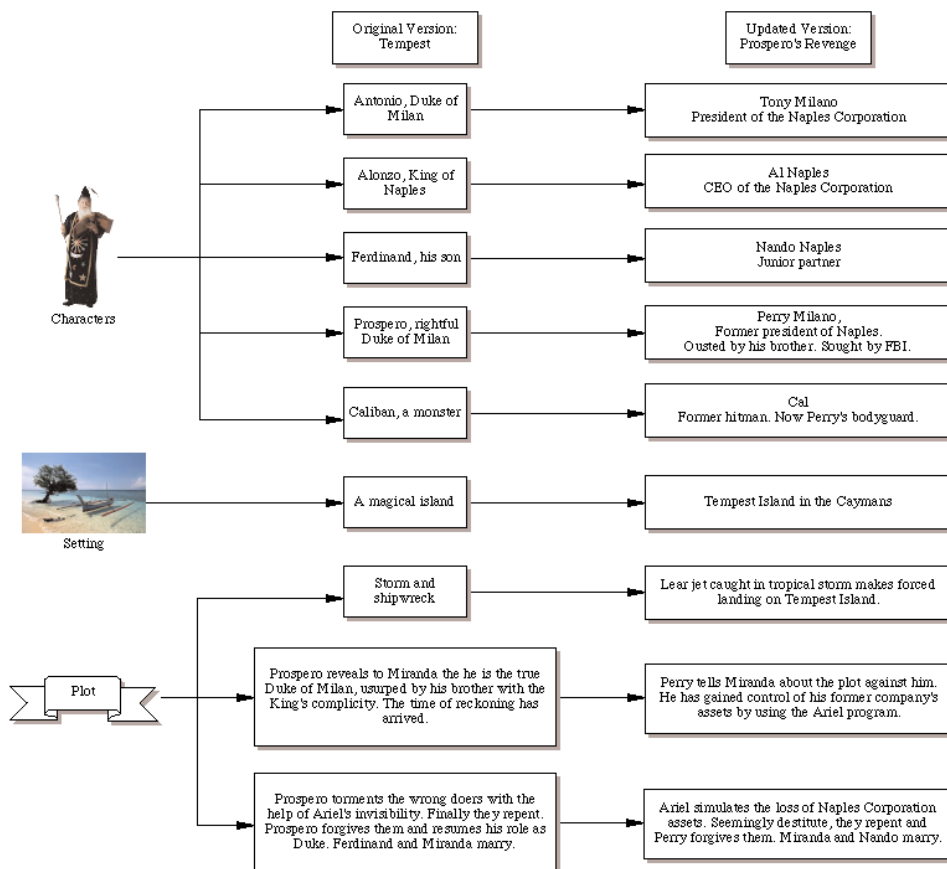 Original Version:
Tempest
Updated Version:
Prospero's Revenge
Antonio, Duke of
Milan
Tony Milano
President of the Naples Corporation
Alonzo, King of
Naples
Al Naples
CEO of the Naples Corporation
Ferdinand, his son
Nando Naples
Junior partner
Characters
Prospero, rightful
Duke of Milan
Perry Milano,
Former president of Naples.
Ousted by his brother. Sought by FBI.
Caliban, a monster
Cal
Former hitman. Now Perry's bodyguard.
A magical island
Tempest Island in the Caymans
Setting
Storm and
shipwreck
Lear jet caught in tropical storm makes forced
landing on Tempest Island.
Plot
Prospero reveals to Miranda the he is the true
Duke of Milan, usurped by his brother with the
King's complicity. The time of reckoning has
arrived.
Perry tells Miranda about the plot against him.
He has gained control of his former company's
assets by using the Ariel program.
Prospero torments the wrong doers with the
help of Ariel's invisibility. Finally they repent.
Prospero forgives them and resumes his role as
Duke. Ferdinand and Miranda marry.
Ariel simulates the loss of Naples Corporation
assets. Seemingly destitute, they repent and
Perry forgives them. Miranda and Nando marry.